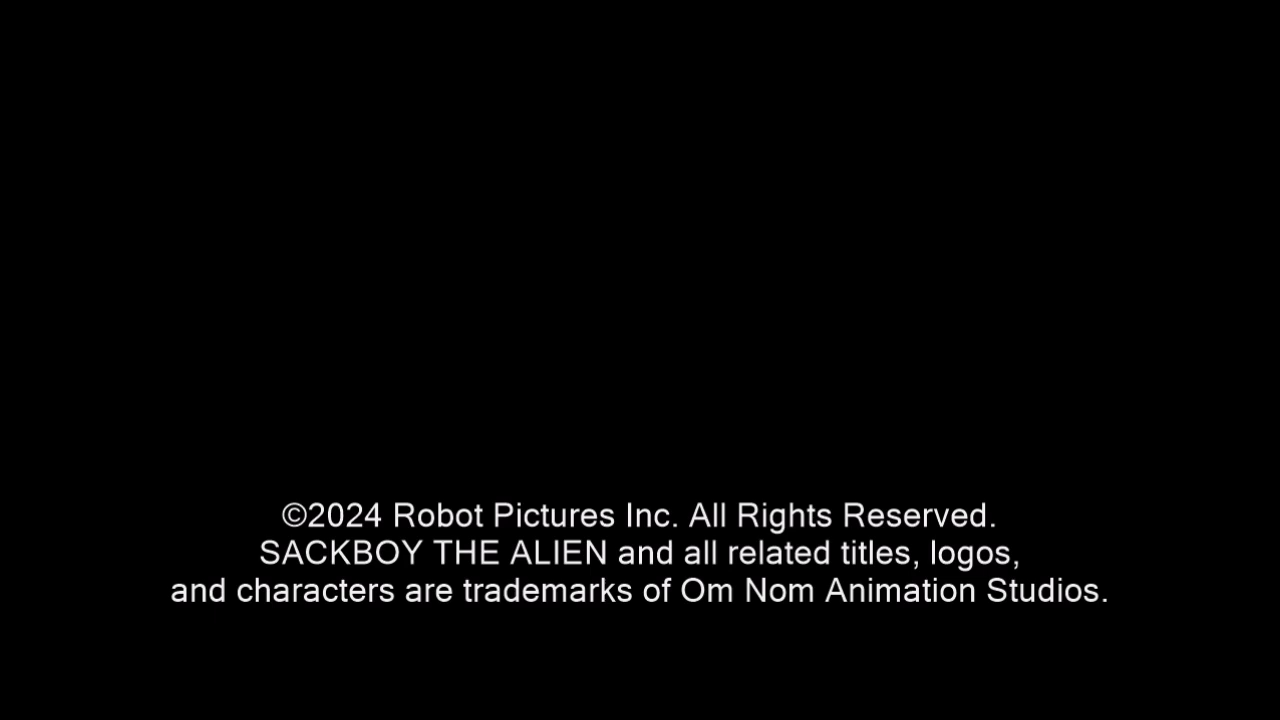 ©2024 Robot Pictures Inc. All Rights Reserved.
SACKBOY THE ALIEN and all related titles, logos,
and characters are trademarks of Om Nom Animation Studios.